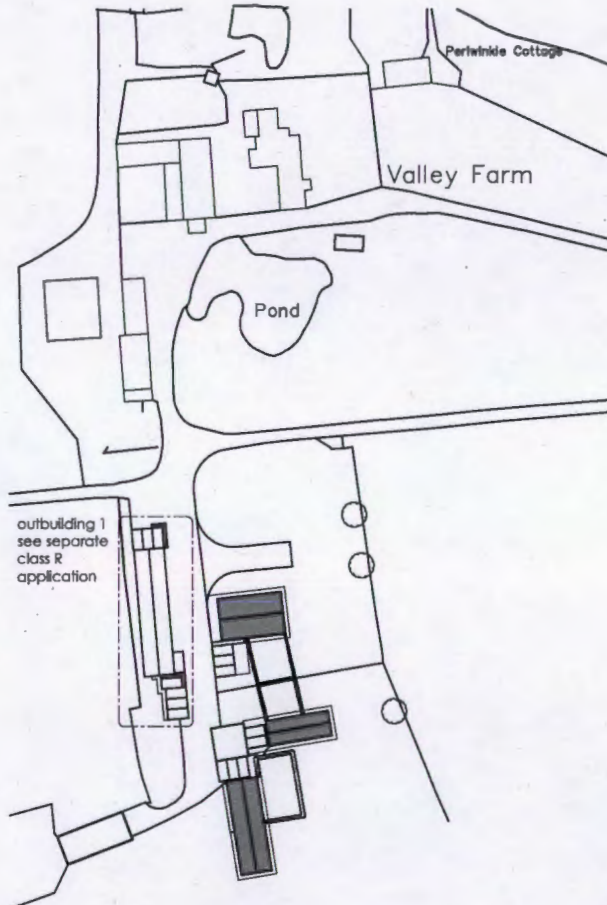 Periwinkle Cottage
Valley Farm
Pond
outbuilding 1
see separate
class R
application